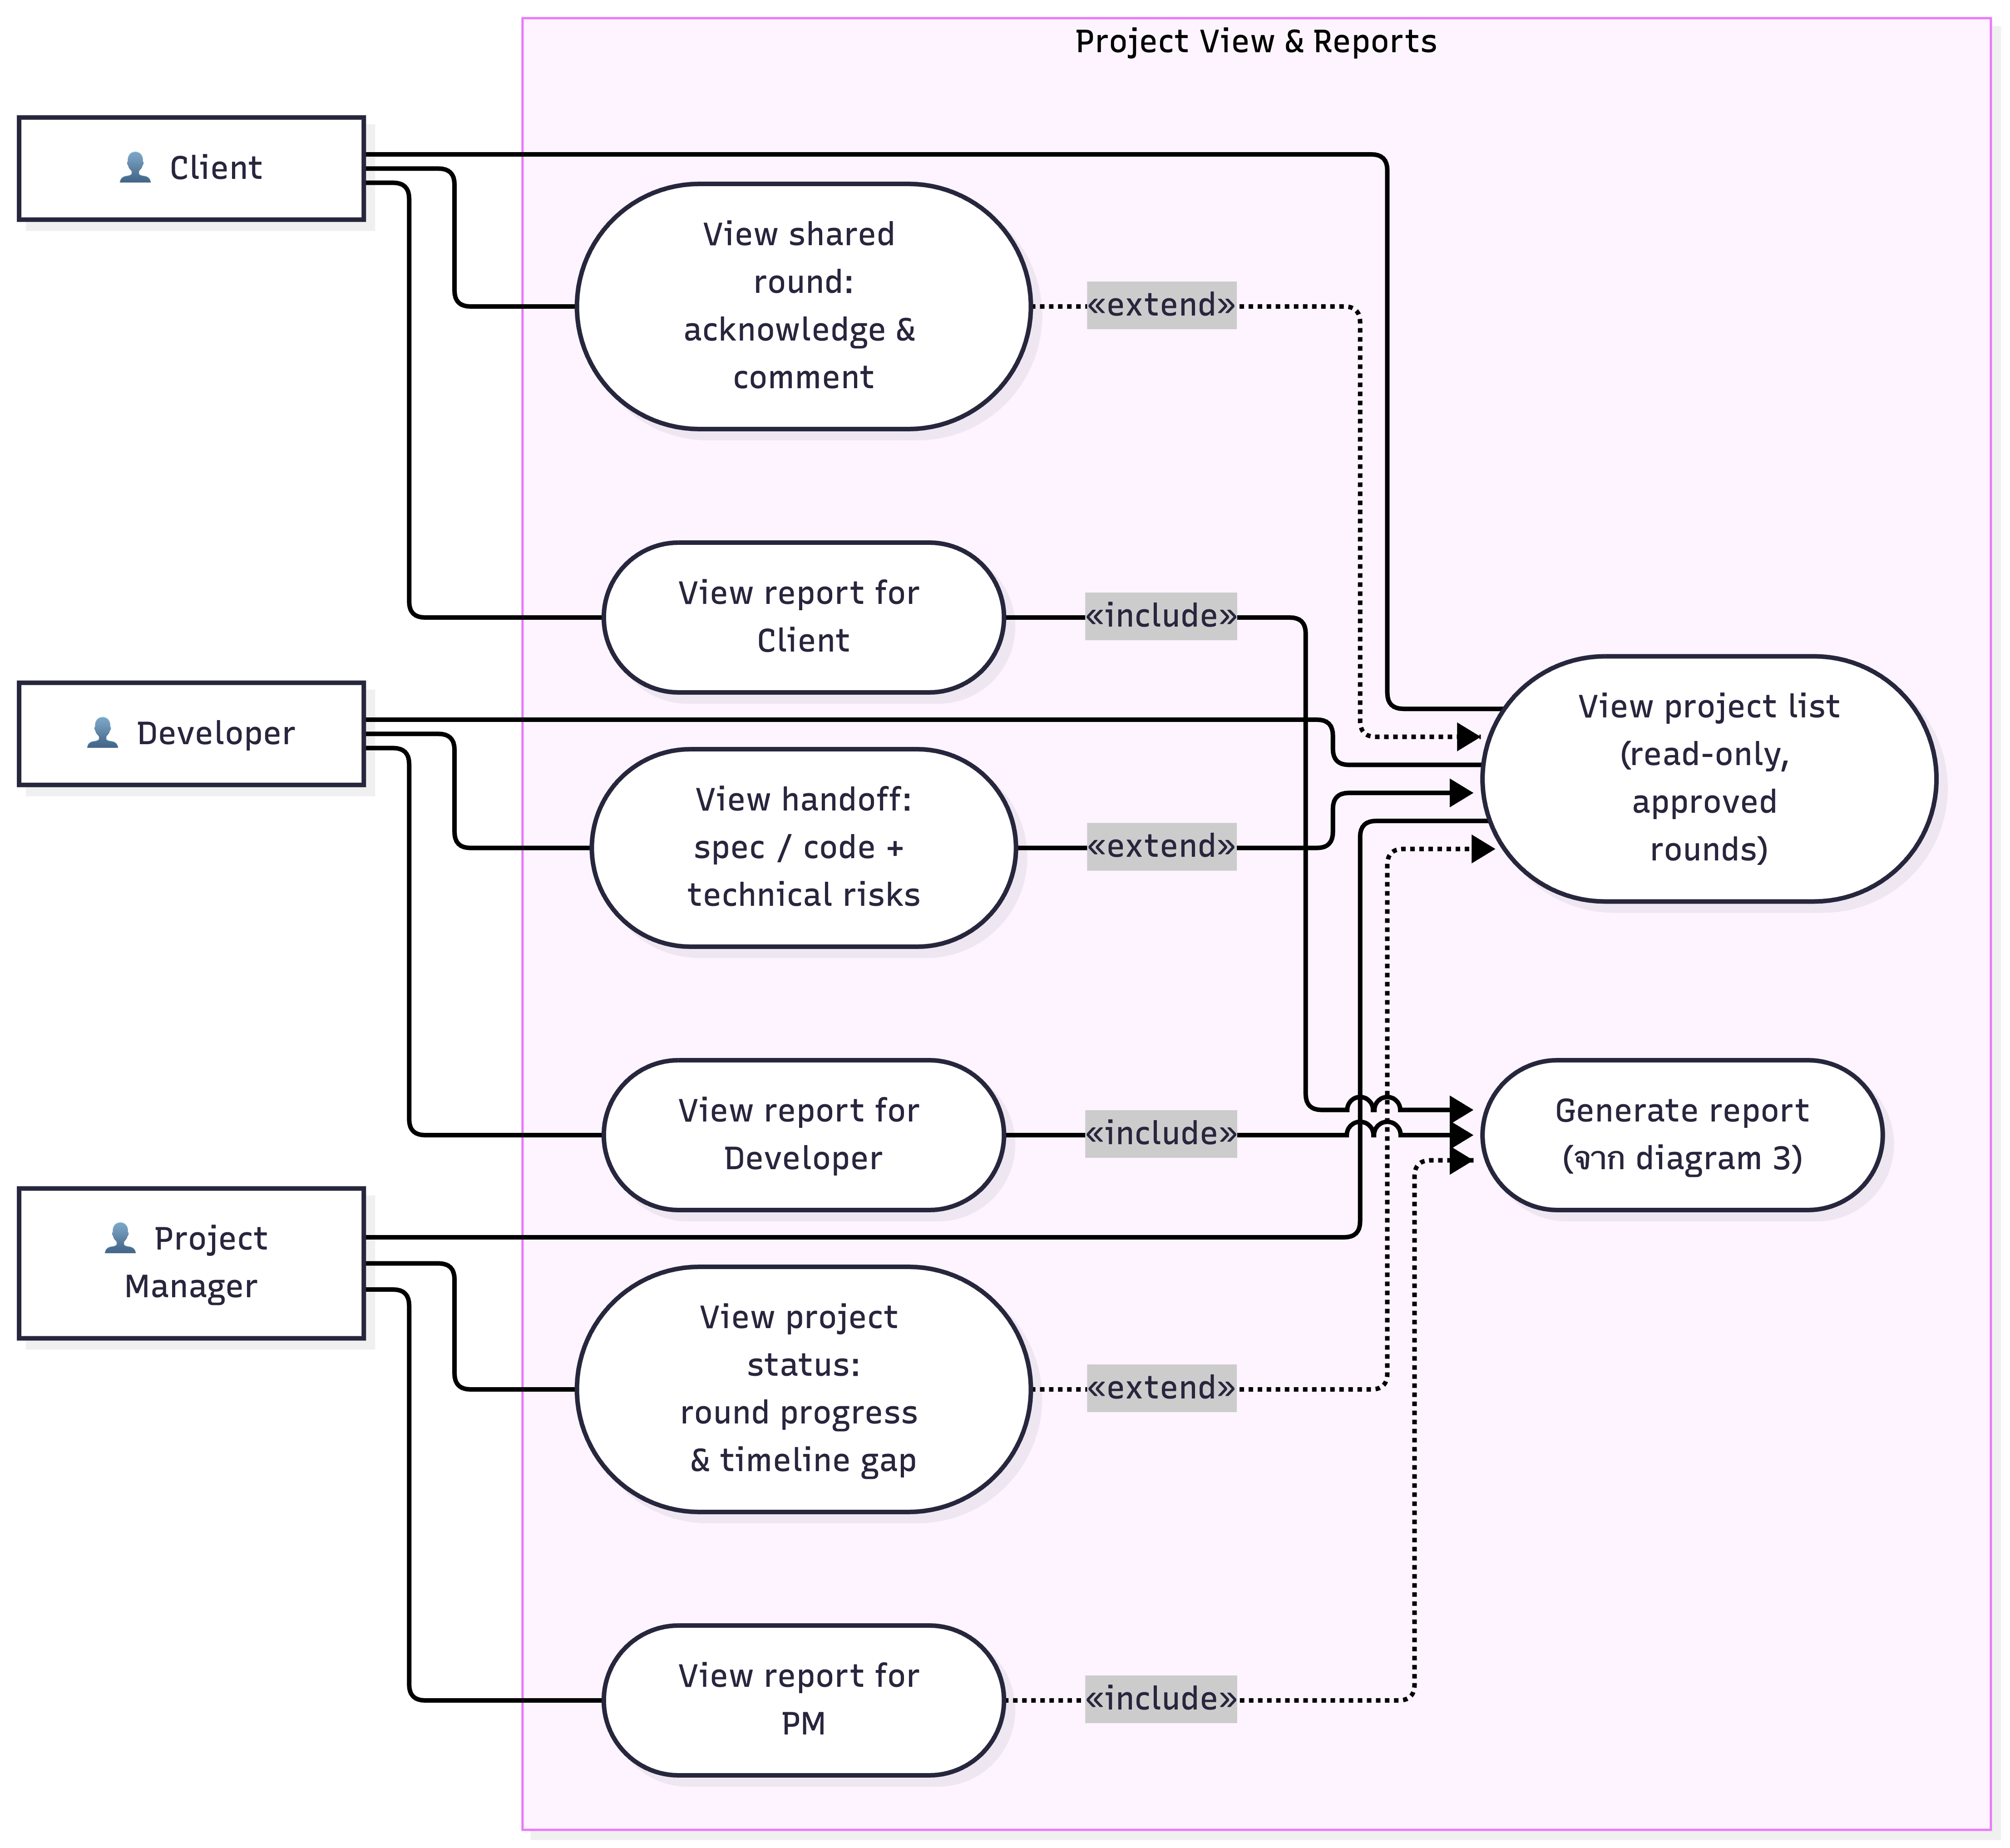 Project View & Reports
Client
View shared
round:
acknowledge &
comment
«extend»
View report for
Client
«include»
Developer
View project list
(read-only,
approved
rounds)
View handoff:
spec / code +
technical risks
«extend»
View report for
Developer
«include»
Generate report
(จาก diagram 3)
Project
Manager
View project
status:
round progress
& timeline gap
«extend»
View report for
PM
«include»